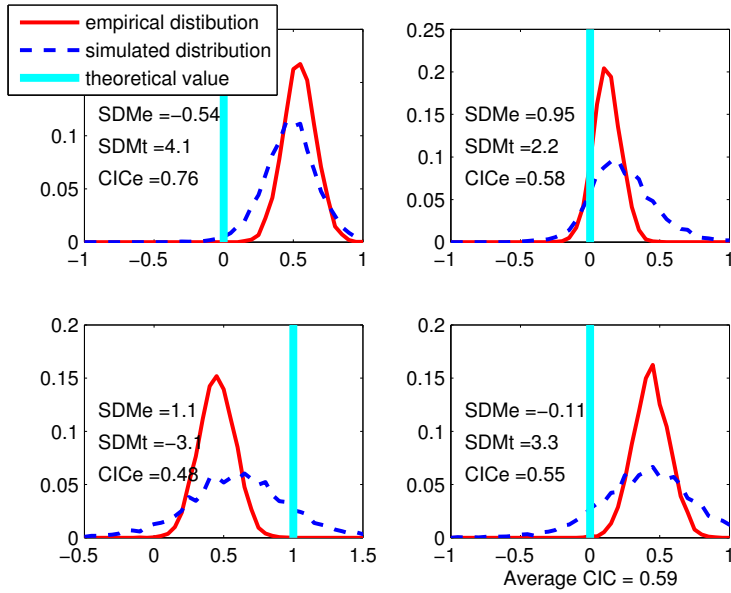 empirical distibution
simulated distribution
theoretical value
0.1
0.05
0
SDMe =−0.54
SDMt =4.1
CICe =0.76
−1 −0.5 0 0.5 1
0.25
0.2
0.15
0.1
0.05
0
SDMe =0.95
SDMt =2.2
CICe =0.58
−1 −0.5 0 0.5 1
0.2
0.15
0.1
0.05
0
SDMe =1.1
SDMt =−3.1
CICe =0.48
−0.5 0 0.5 1 1.5
0.2
0.15
0.1
0.05
0
SDMe =−0.11
SDMt =3.3
CICe =0.55
−1 −0.5 0 0.5 1
Average CIC = 0.59